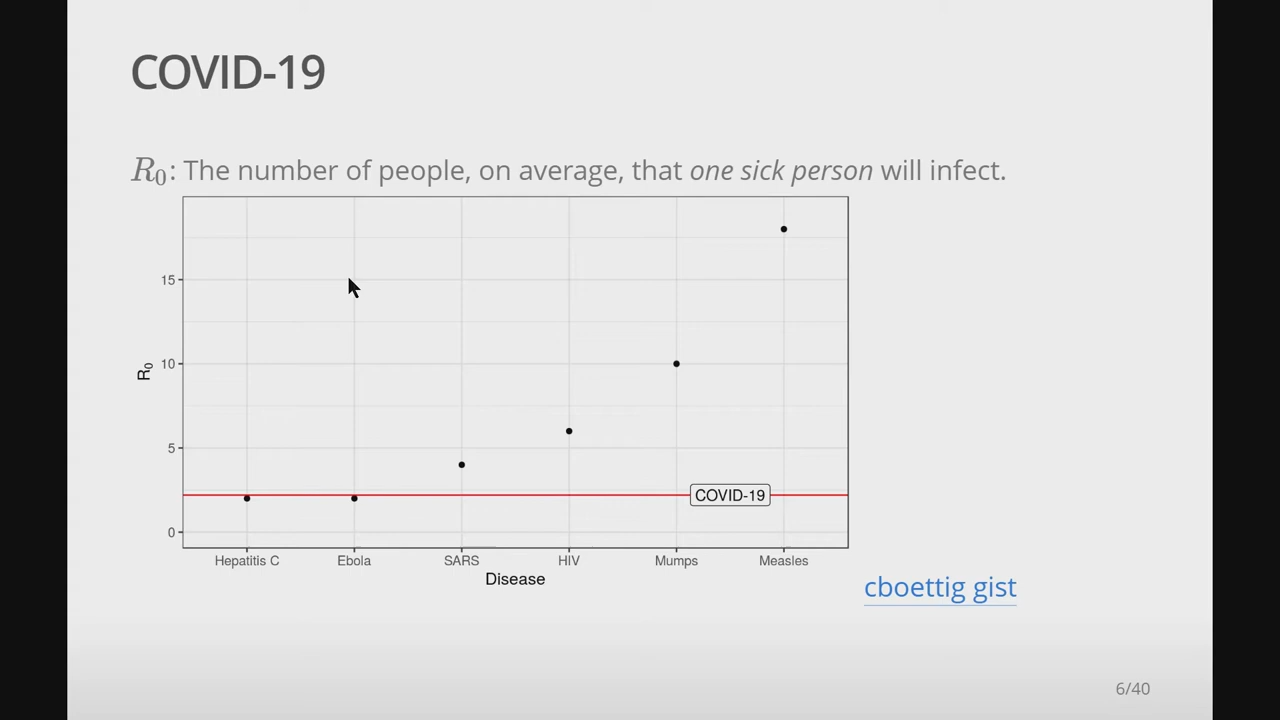 COVID-19
R₀: The number of people, on average, that one sick person will infect.
15
10
5
0
R₀
COVID-19
Hepatitis C Ebola SARS HIV Mumps Measles
Disease
cboettig gist
6/40